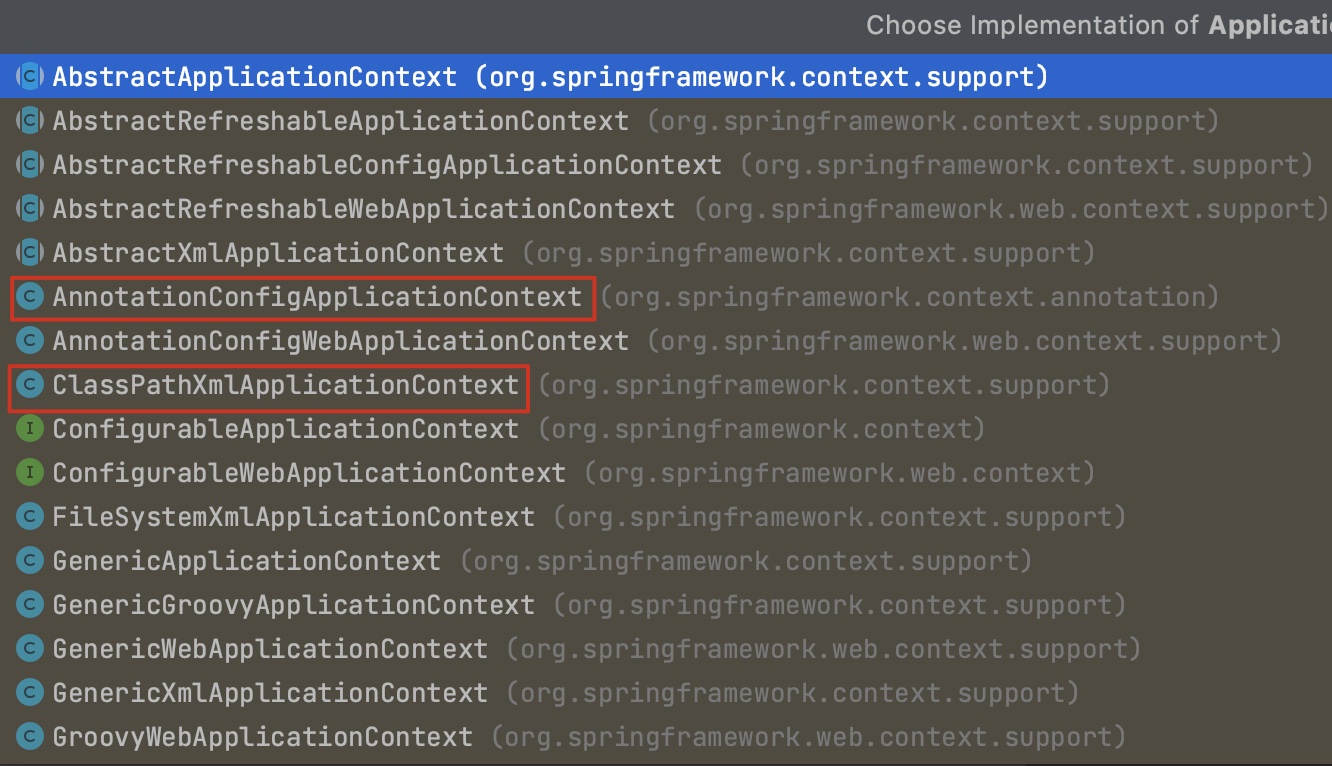 Choose Implementation of Applicati
AbstractApplicationContext (org.springframework.context.support)
AbstractRefreshableApplicationContext (org.springframework.context.support)
AbstractRefreshableConfigApplicationContext (org.springframework.context.support)
AbstractRefreshableWebApplicationContext (org.springframework.web.context.support)
AbstractXmlApplicationContext (org.springframework.context.support)
AnnotationConfigApplicationContext (org.springframework.context.annotation)
AnnotationConfigWebApplicationContext (org.springframework.web.context.support)
ClassPathXmlApplicationContext (org.springframework.context.support)
ConfigurableApplicationContext (org.springframework.context)
ConfigurableWebApplicationContext (org.springframework.web.context)
FileSystemXmlApplicationContext (org.springframework.context.support)
GenericApplicationContext (org.springframework.context.support)
GenericGroovyApplicationContext (org.springframework.context.support)
GenericWebApplicationContext (org.springframework.web.context.support)
GenericXmlApplicationContext (org.springframework.context.support)
GroovyWebApplicationContext (org.springframework.web.context.support)